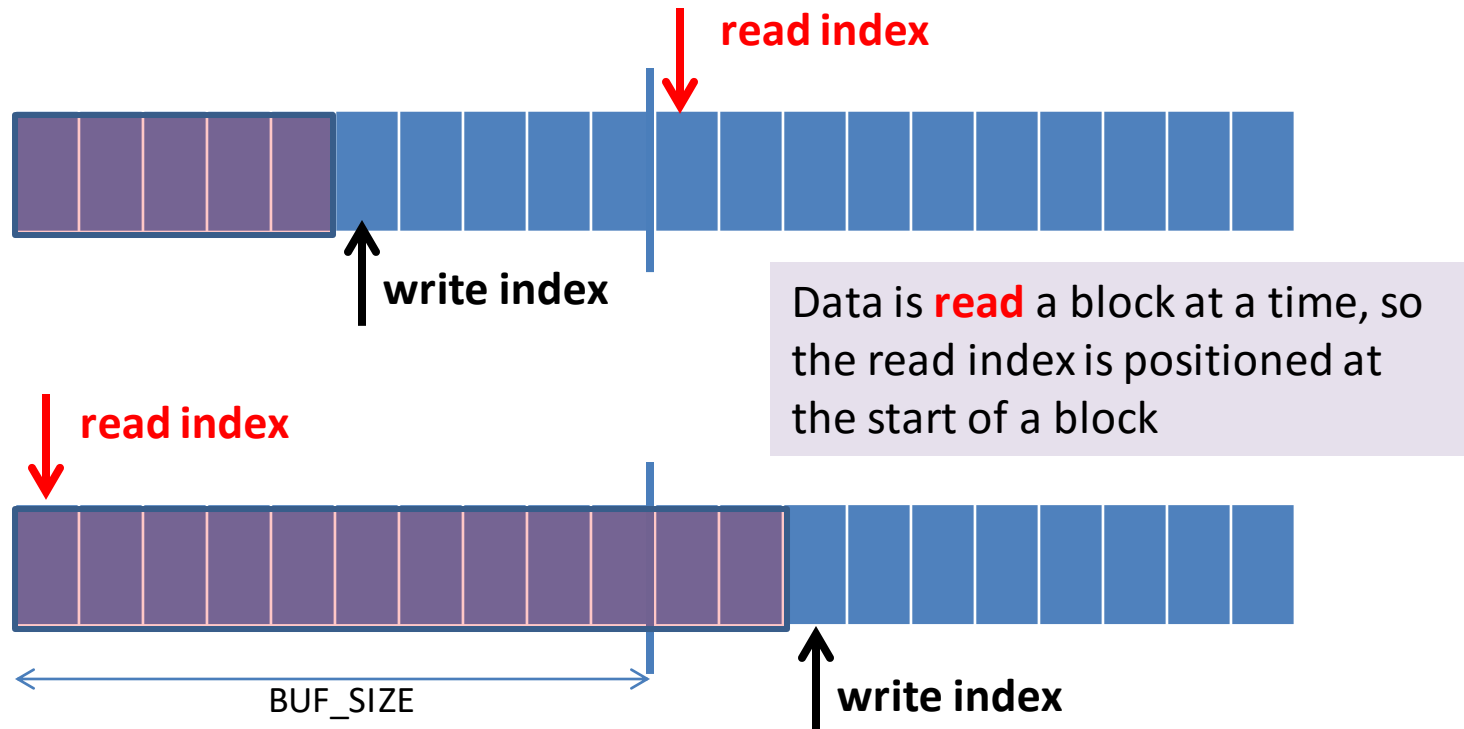 read index
write index
Data is read a block at a time, so
the read index is positioned at
the start of a block
read index
BUF_SIZE
write index